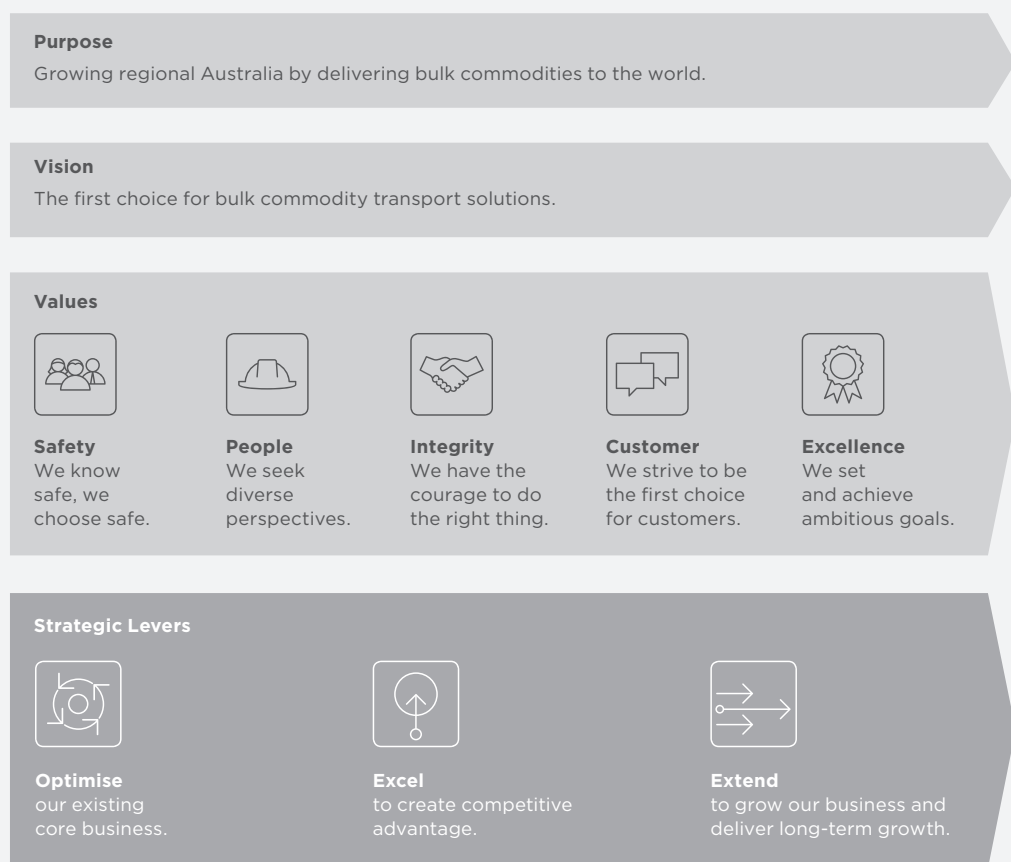 Purpose
Growing regional Australia by delivering bulk commodities to the world.
Vision
The first choice for bulk commodity transport solutions.
Values
Safety
We know
safe, we
choose safe.
People
We seek
diverse
perspectives.
Integrity
We have the
courage to do
the right thing.
Customer
We strive to be
the first choice
for customers.
Excellence
We set
and achieve
ambitious goals.
Strategic Levers
Optimise
our existing
core business.
Excel
to create competitive
advantage.
Extend
to grow our business and
deliver long-term growth.